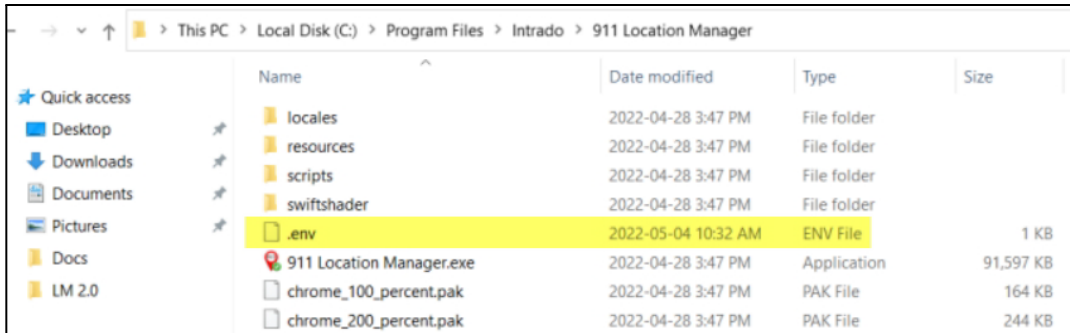 This PC > Local Disk (C:) > Program Files > Intrado > 911 Location Manager
Name Date modified Type Size
Quick access
Desktop
Downloads
Documents
Pictures
Docs
LM 2.0
locales 2022-04-28 3:47 PM File folder
resources 2022-04-28 3:47 PM File folder
scripts 2022-04-28 3:47 PM File folder
swiftshader 2022-04-28 3:47 PM File folder
.env 2022-05-04 10:32 AM ENV File 1 KB
911 Location Manager.exe 2022-04-28 3:47 PM Application 91,597 KB
chrome_100_percent.pak 2022-04-28 3:47 PM PAK File 164 KB
chrome_200_percent.pak 2022-04-28 3:47 PM PAK File 244 KB